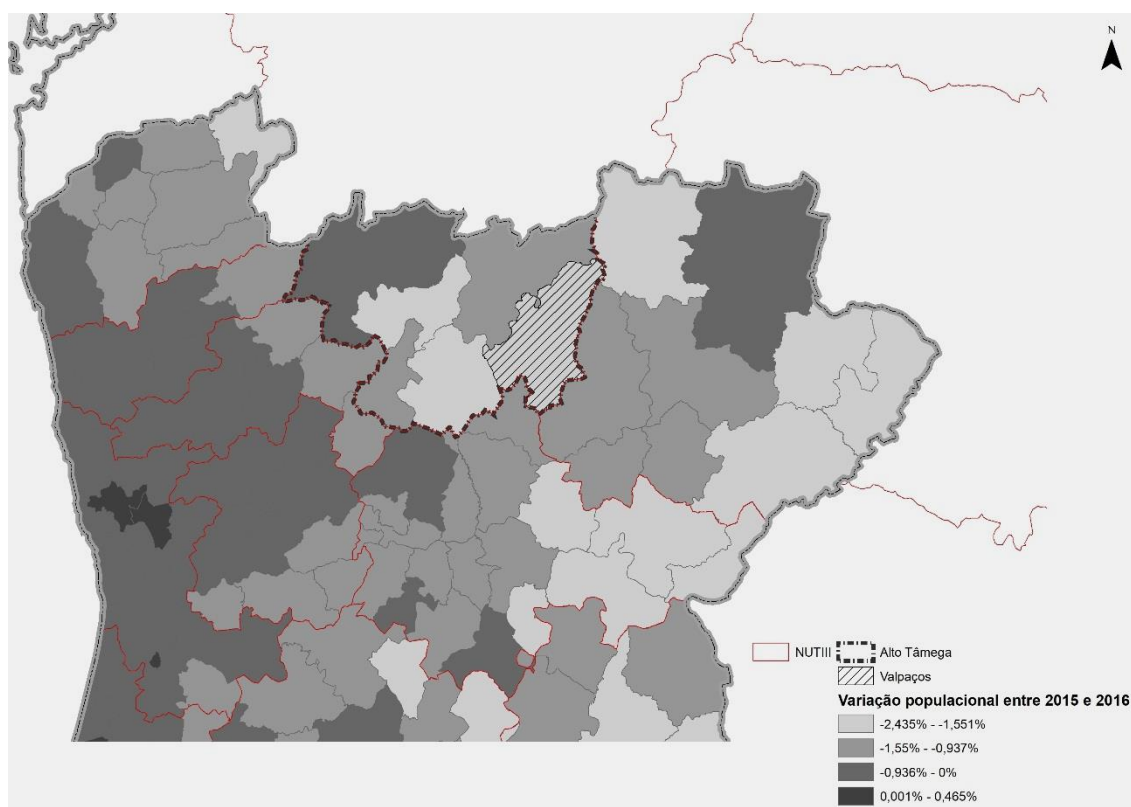 N
NUTIII
Alto Tâmega
Valpaços
Variação populacional entre 2015 e 2016
-2,435% - -1,551%
-1,55% - -0,937%
-0,936% - 0%
0,001% - 0,465%